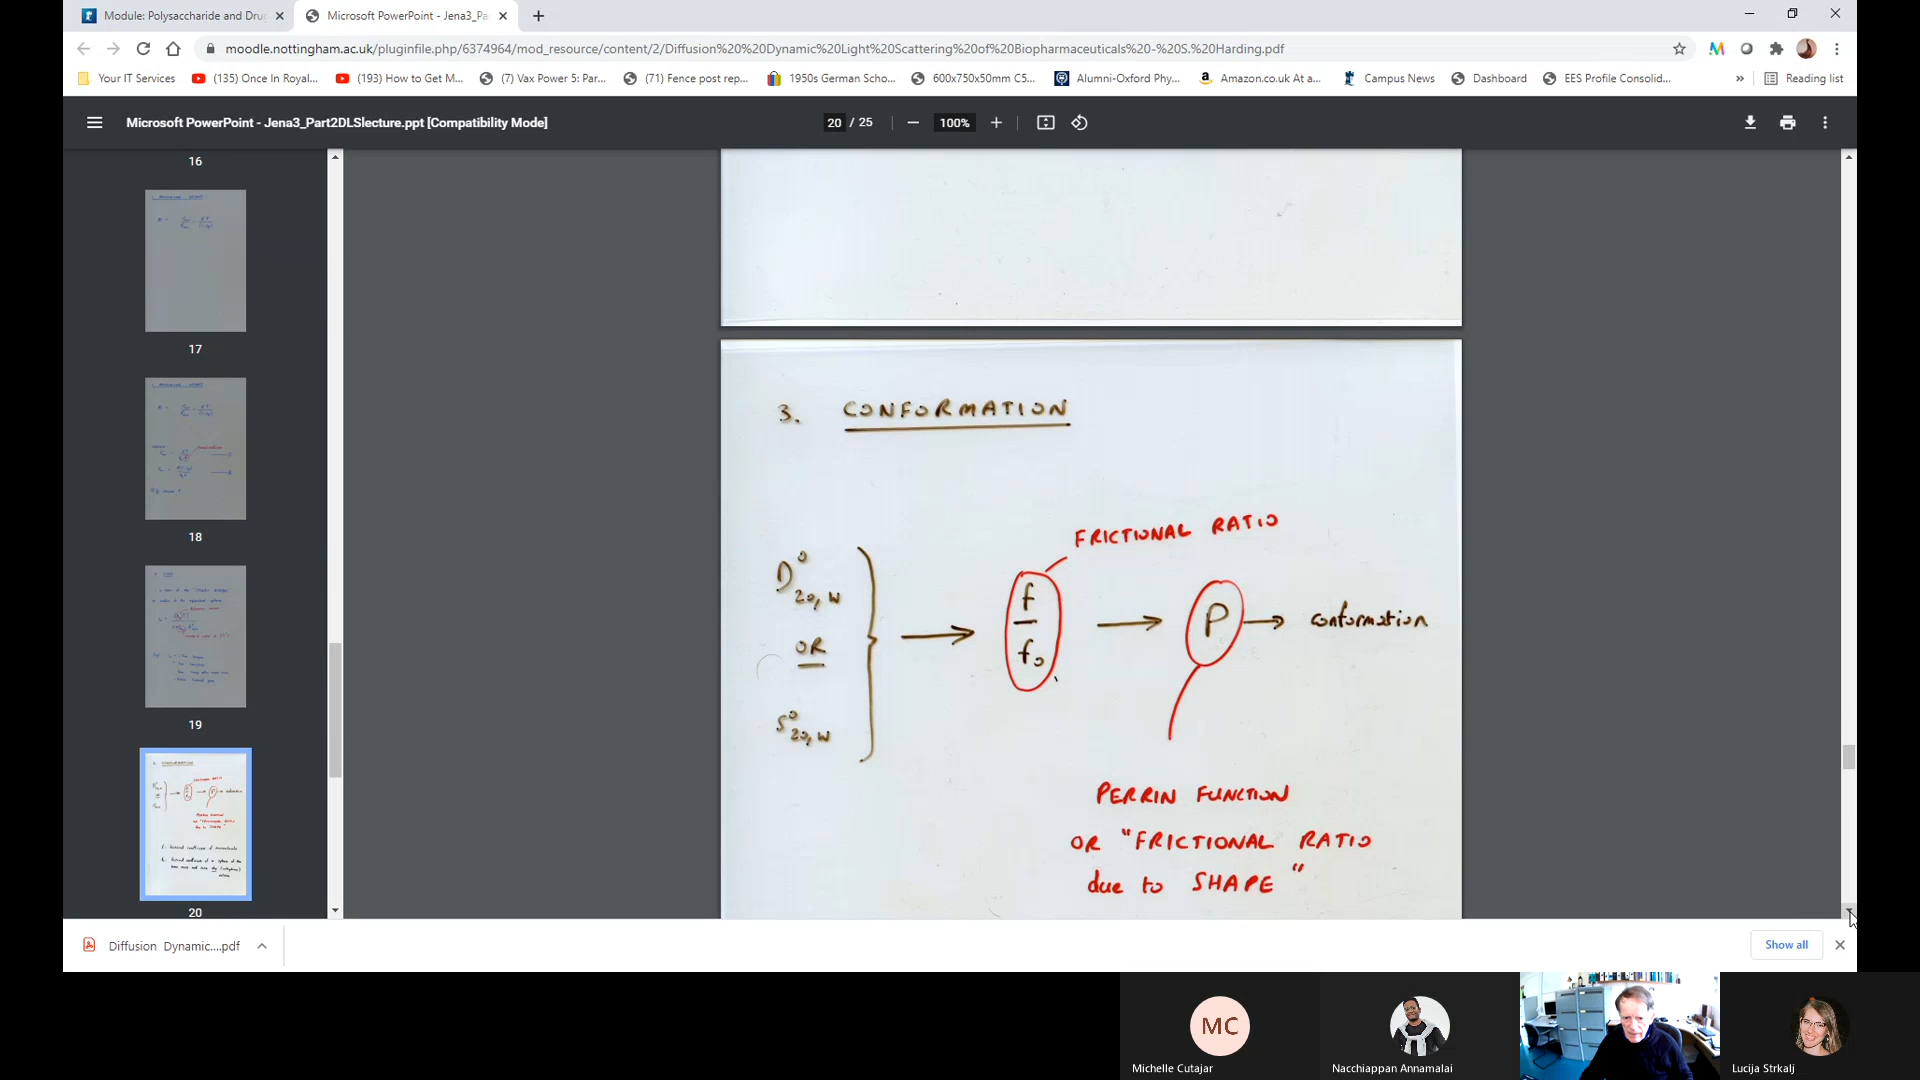 Module: Polysaccharide and Dru
Microsoft PowerPoint - Jena3_Pa
moodle.nottingham.ac.uk/pluginfile.php/6374964/mod_resource/content/2/Diffusion%20%20Dynamic%20Light%20Scattering%20of%20Biopharmaceuticals%20-%20S.%20Harding.pdf
Your IT Services
(135) Once In Royal...
(193) How to Get M...
(7) Vax Power 5: Par...
(71) Fence post rep...
1950s German Scho...
600x750x50mm C5...
Alumni-Oxford Phy...
Amazon.co.uk At a...
Campus News
Dashboard
EES Profile Consolid...
»
Reading list
Microsoft PowerPoint - Jena3_Part2DLSlecture.ppt [Compatibility Mode]
20 / 25
100%
16
17
18
19
20
3. CONFORMATION
FRICTIONAL RATIO
D⁰20,w
OR
S⁰20,w
f
f₀
P
conformation
PERRIN FUNCTION
OR "FRICTIONAL RATIO
due to SHAPE"
Diffusion Dynamic....pdf
Show all
MC
Michelle Cutajar
Nacchiappan Annamalai
Lucija Strkalj